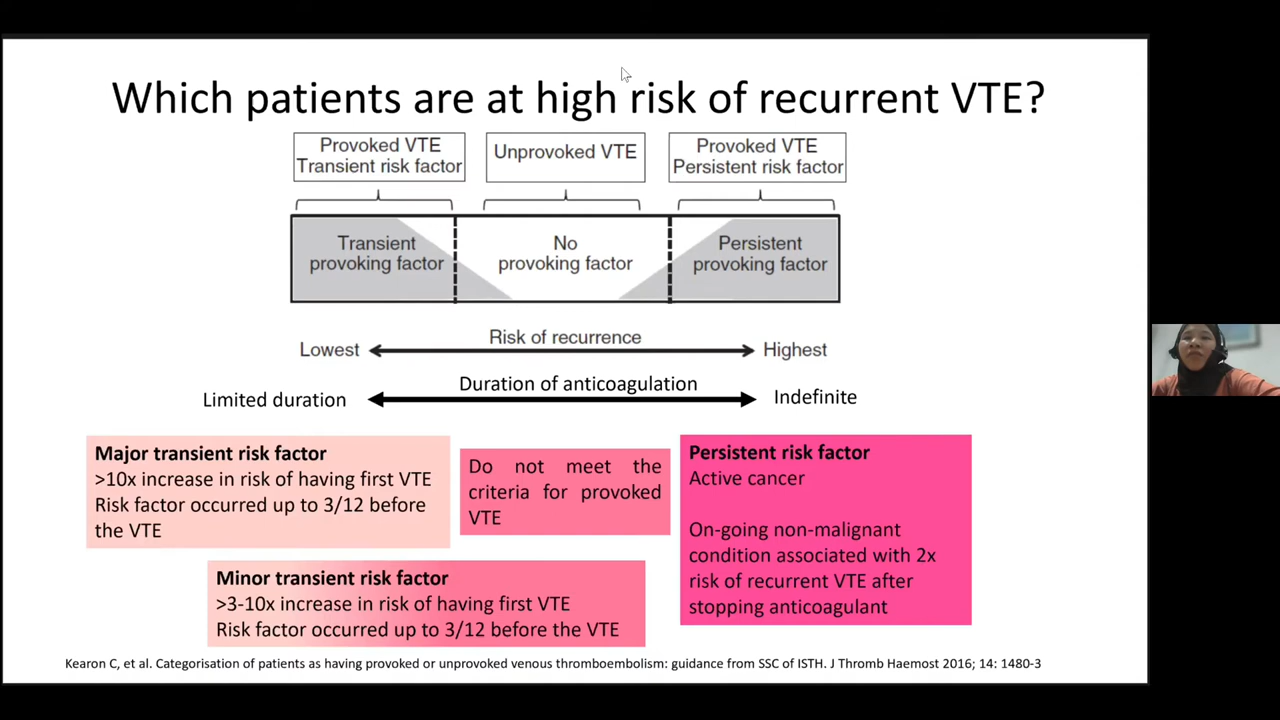 Which patients are at high risk of recurrent VTE?
Provoked VTE
Transient risk factor
Unprovoked VTE
Provoked VTE
Persistent risk factor
Transient
provoking factor
No
provoking factor
Persistent
provoking factor
Risk of recurrence
Lowest
Highest
Duration of anticoagulation
Limited duration
Indefinite
Major transient risk factor
>10x increase in risk of having first VTE
Risk factor occurred up to 3/12 before
the VTE
Do not meet the
criteria for provoked
VTE
Persistent risk factor
Active cancer
On-going non-malignant
condition associated with 2x
risk of recurrent VTE after
stopping anticoagulant
Minor transient risk factor
>3-10x increase in risk of having first VTE
Risk factor occurred up to 3/12 before the VTE
Kearon C, et al. Categorisation of patients as having provoked or unprovoked venous thromboembolism: guidance from SSC of ISTH. J Thromb Haemost 2016; 14: 1480-3